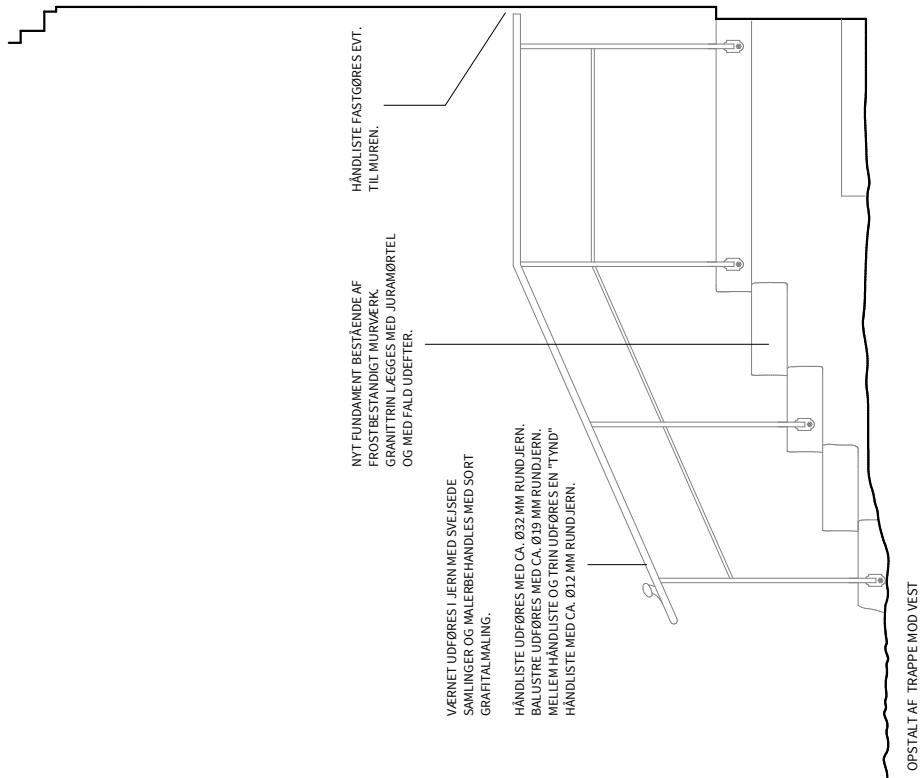 HÅNDLISTE FASTGØRES EVT.
TIL MUREN.
NYT FUNDAMENT BESTÅENDE AF
FROSTBESTANDIGT MURVÆRK.
GRANITTRIN LÆGGES MED JURAMØRTEL
OG MED FALD UDEFTER.
VÆRNET UDFØRES I JERN MED SVEJSEDE
SAMLINGER OG MALERBEHANDLES MED SORT
GRAFITALMALING.
HÅNDLISTE UDFØRES MED CA. Ø32 MM RUNDJERN.
BALUSTRE UDFØRES MED CA. Ø19 MM RUNDJERN.
MELLEM HÅNDLISTE OG TRIN UDFØRES EN "TYND"
HÅNDLISTE MED CA. Ø12 MM RUNDJERN.
OPSTALT AF TRAPPE MOD VEST